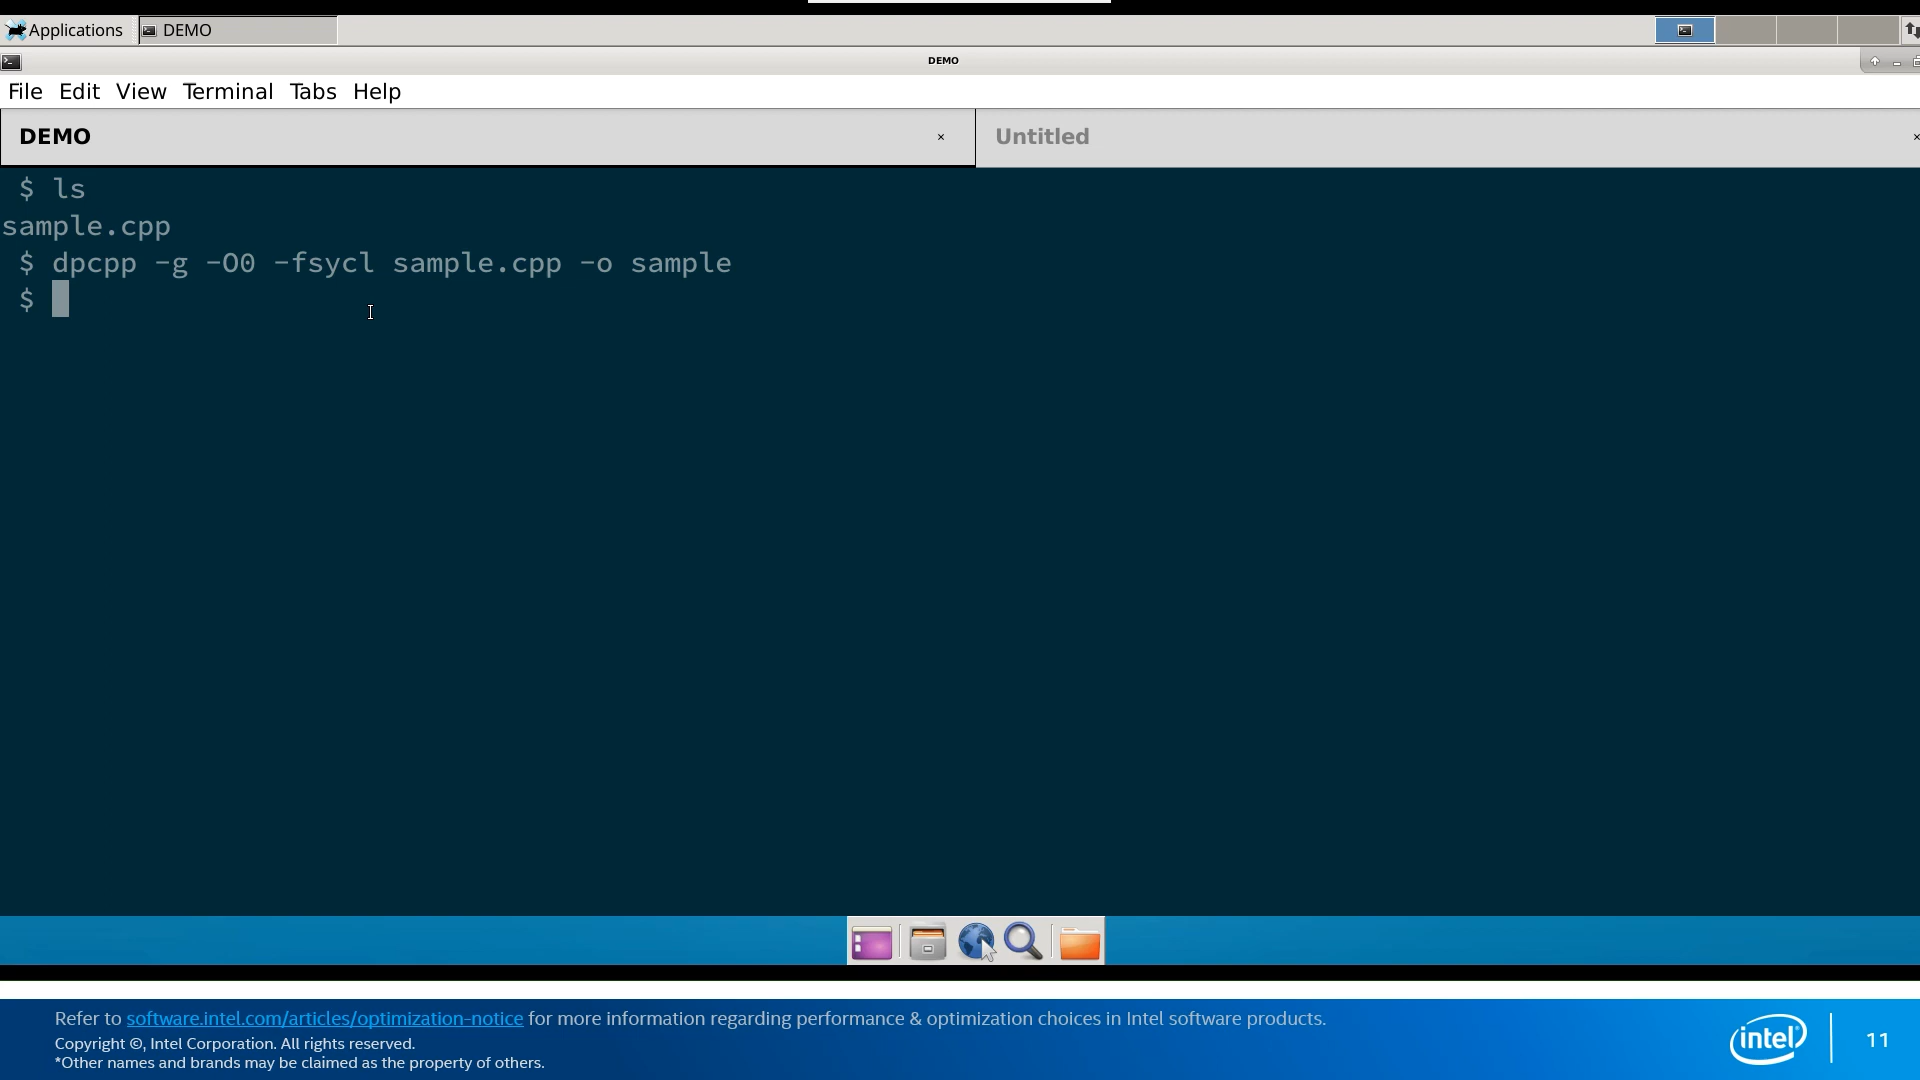 Applications DEMO
DEMO
File Edit View Terminal Tabs Help
DEMO × Untitled ×
$ ls
sample.cpp
$ dpcpp -g -O0 -fsycl sample.cpp -o sample
$
Refer to software.intel.com/articles/optimization-notice for more information regarding performance & optimization choices in Intel software products.
Copyright ©, Intel Corporation. All rights reserved.
*Other names and brands may be claimed as the property of others.
intel 11